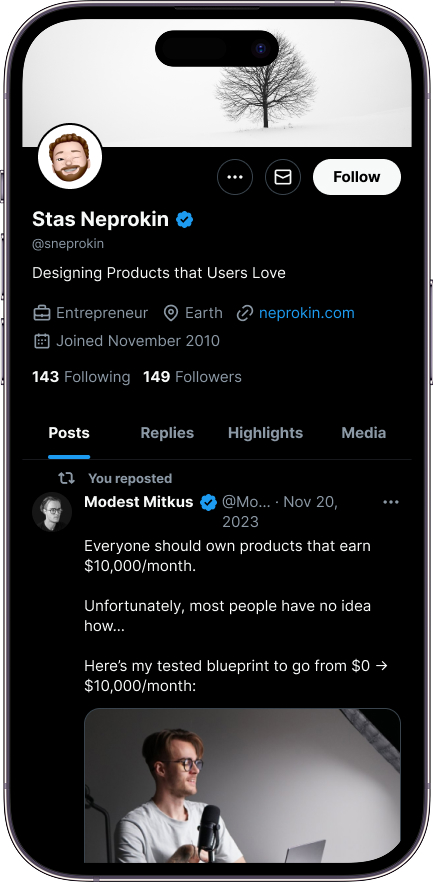 Follow
Stas Neprokin
@sneprokin
Designing Products that Users Love
Entrepreneur Earth neprokin.com
Joined November 2010
143 Following 149 Followers
Posts Replies Highlights Media
You reposted
Modest Mitkus @Mo... · Nov 20,
2023
Everyone should own products that earn
$10,000/month.
Unfortunately, most people have no idea
how...
Here’s my tested blueprint to go from $0 →
$10,000/month: